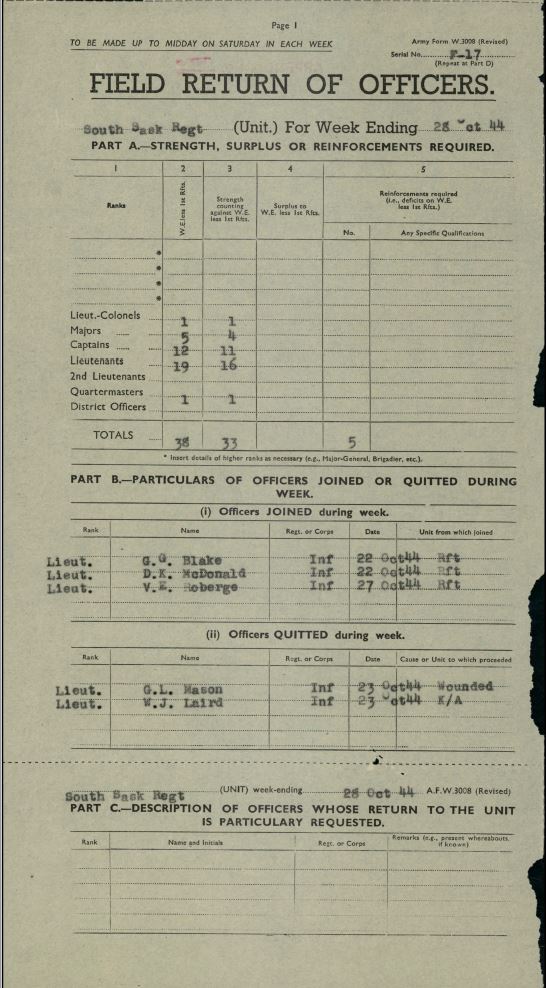 Page 1
TO BE MADE UP TO MIDDAY ON SATURDAY IN EACH WEEK
Army Form W.3008 (Revised)
Serial No. F-17
(Repeat at Part D)
FIELD RETURN OF OFFICERS.
South Sask Regt (Unit.) For Week Ending 28 Oct 44
PART A.—STRENGTH, SURPLUS OR REINFORCEMENTS REQUIRED.
1 2 3 4 5
Ranks
W.E. less 1st Rfts.
Strength counting against W.E. less 1st Rfts.
Surplus to W.E. less 1st Rfts.
Reinforcements required (i.e., deficits on W.E. less 1st Rfts.)
No. Any Specific Qualifications
*
*
*
*
Lieut.-Colonels 1 1
Majors 5 4
Captains 12 11
Lieutenants 19 16
2nd Lieutenants
Quartermasters 1 1
District Officers
TOTALS 38 33 5
* Insert details of higher ranks as necessary (e.g., Major-General, Brigadier, etc.).
PART B.—PARTICULARS OF OFFICERS JOINED OR QUITTED DURING
WEEK.
(i) Officers JOINED during week.
Rank Name Regt. or Corps Date Unit from which joined
Lieut. G.G. Blake Inf 22 Oct44 Rft
Lieut. D.K. McDonald Inf 22 Oct44 Rft
Lieut. V.E. Roberge Inf 27 Oct44 Rft
(ii) Officers QUITTED during week.
Rank Name Regt. or Corps Date Cause or Unit to which proceeded
Lieut. G.L. Mason Inf 23 Oct44 Wounded
Lieut. W.J. Laird Inf 23 Oct44 K/A
South Sask Regt (UNIT) week-ending 28 Oct 44 A.F.W.3008 (Revised)
PART C.—DESCRIPTION OF OFFICERS WHOSE RETURN TO THE UNIT
IS PARTICULARLY REQUESTED.
Rank Name and Initials Regt. or Corps Remarks (e.g., present whereabouts, if known)